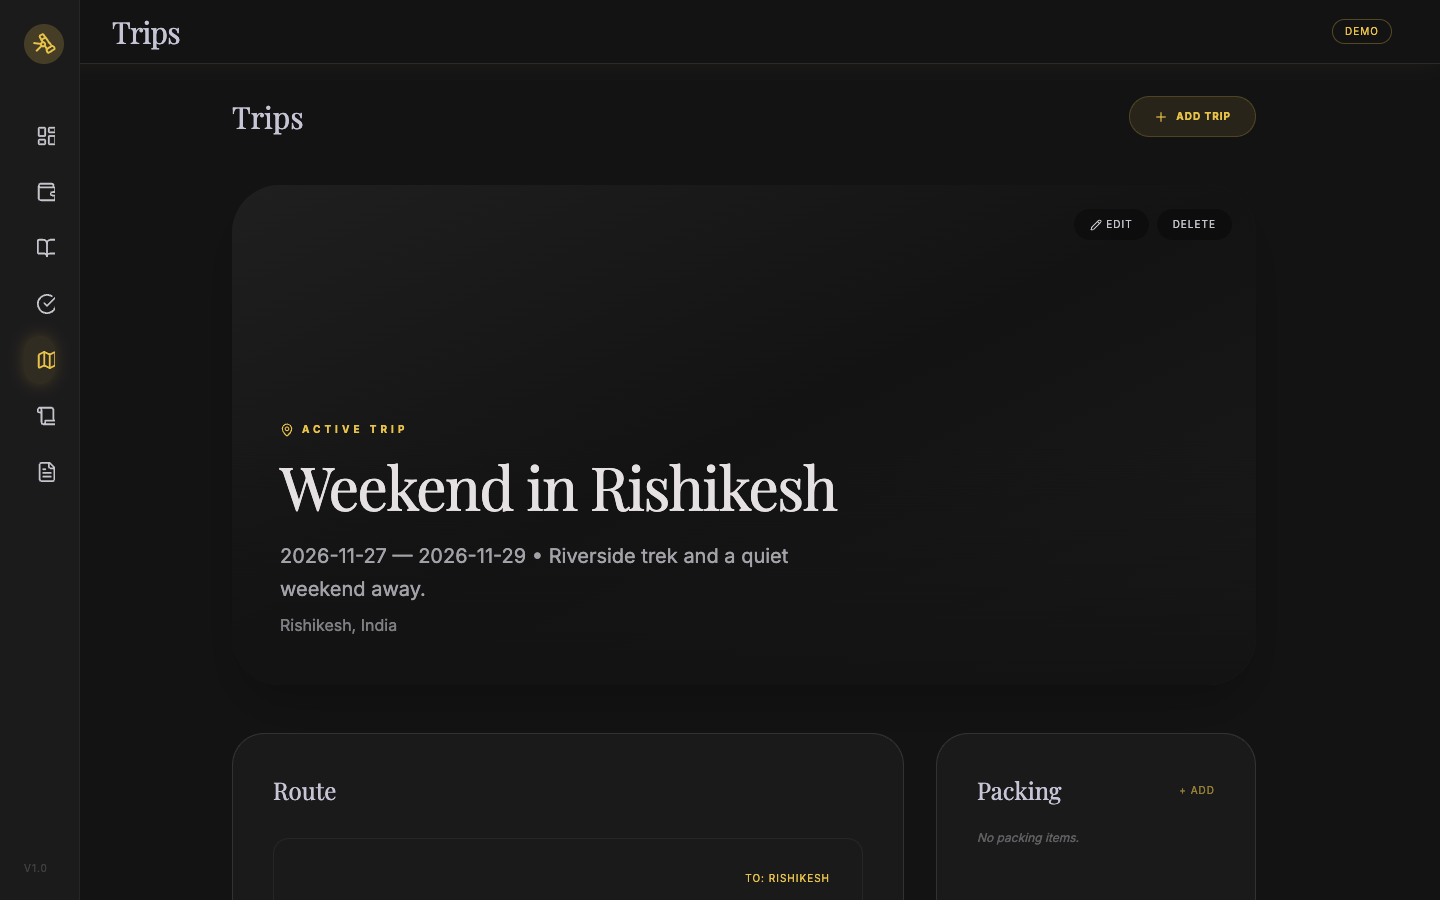 Trips
DEMO
Trips
ADD TRIP
EDIT
DELETE
ACTIVE TRIP
Weekend in Rishikesh
2026-11-27 — 2026-11-29 • Riverside trek and a quiet
weekend away.
Rishikesh, India
Route
Packing
+ ADD
No packing items.
TO: RISHIKESH
V1.0